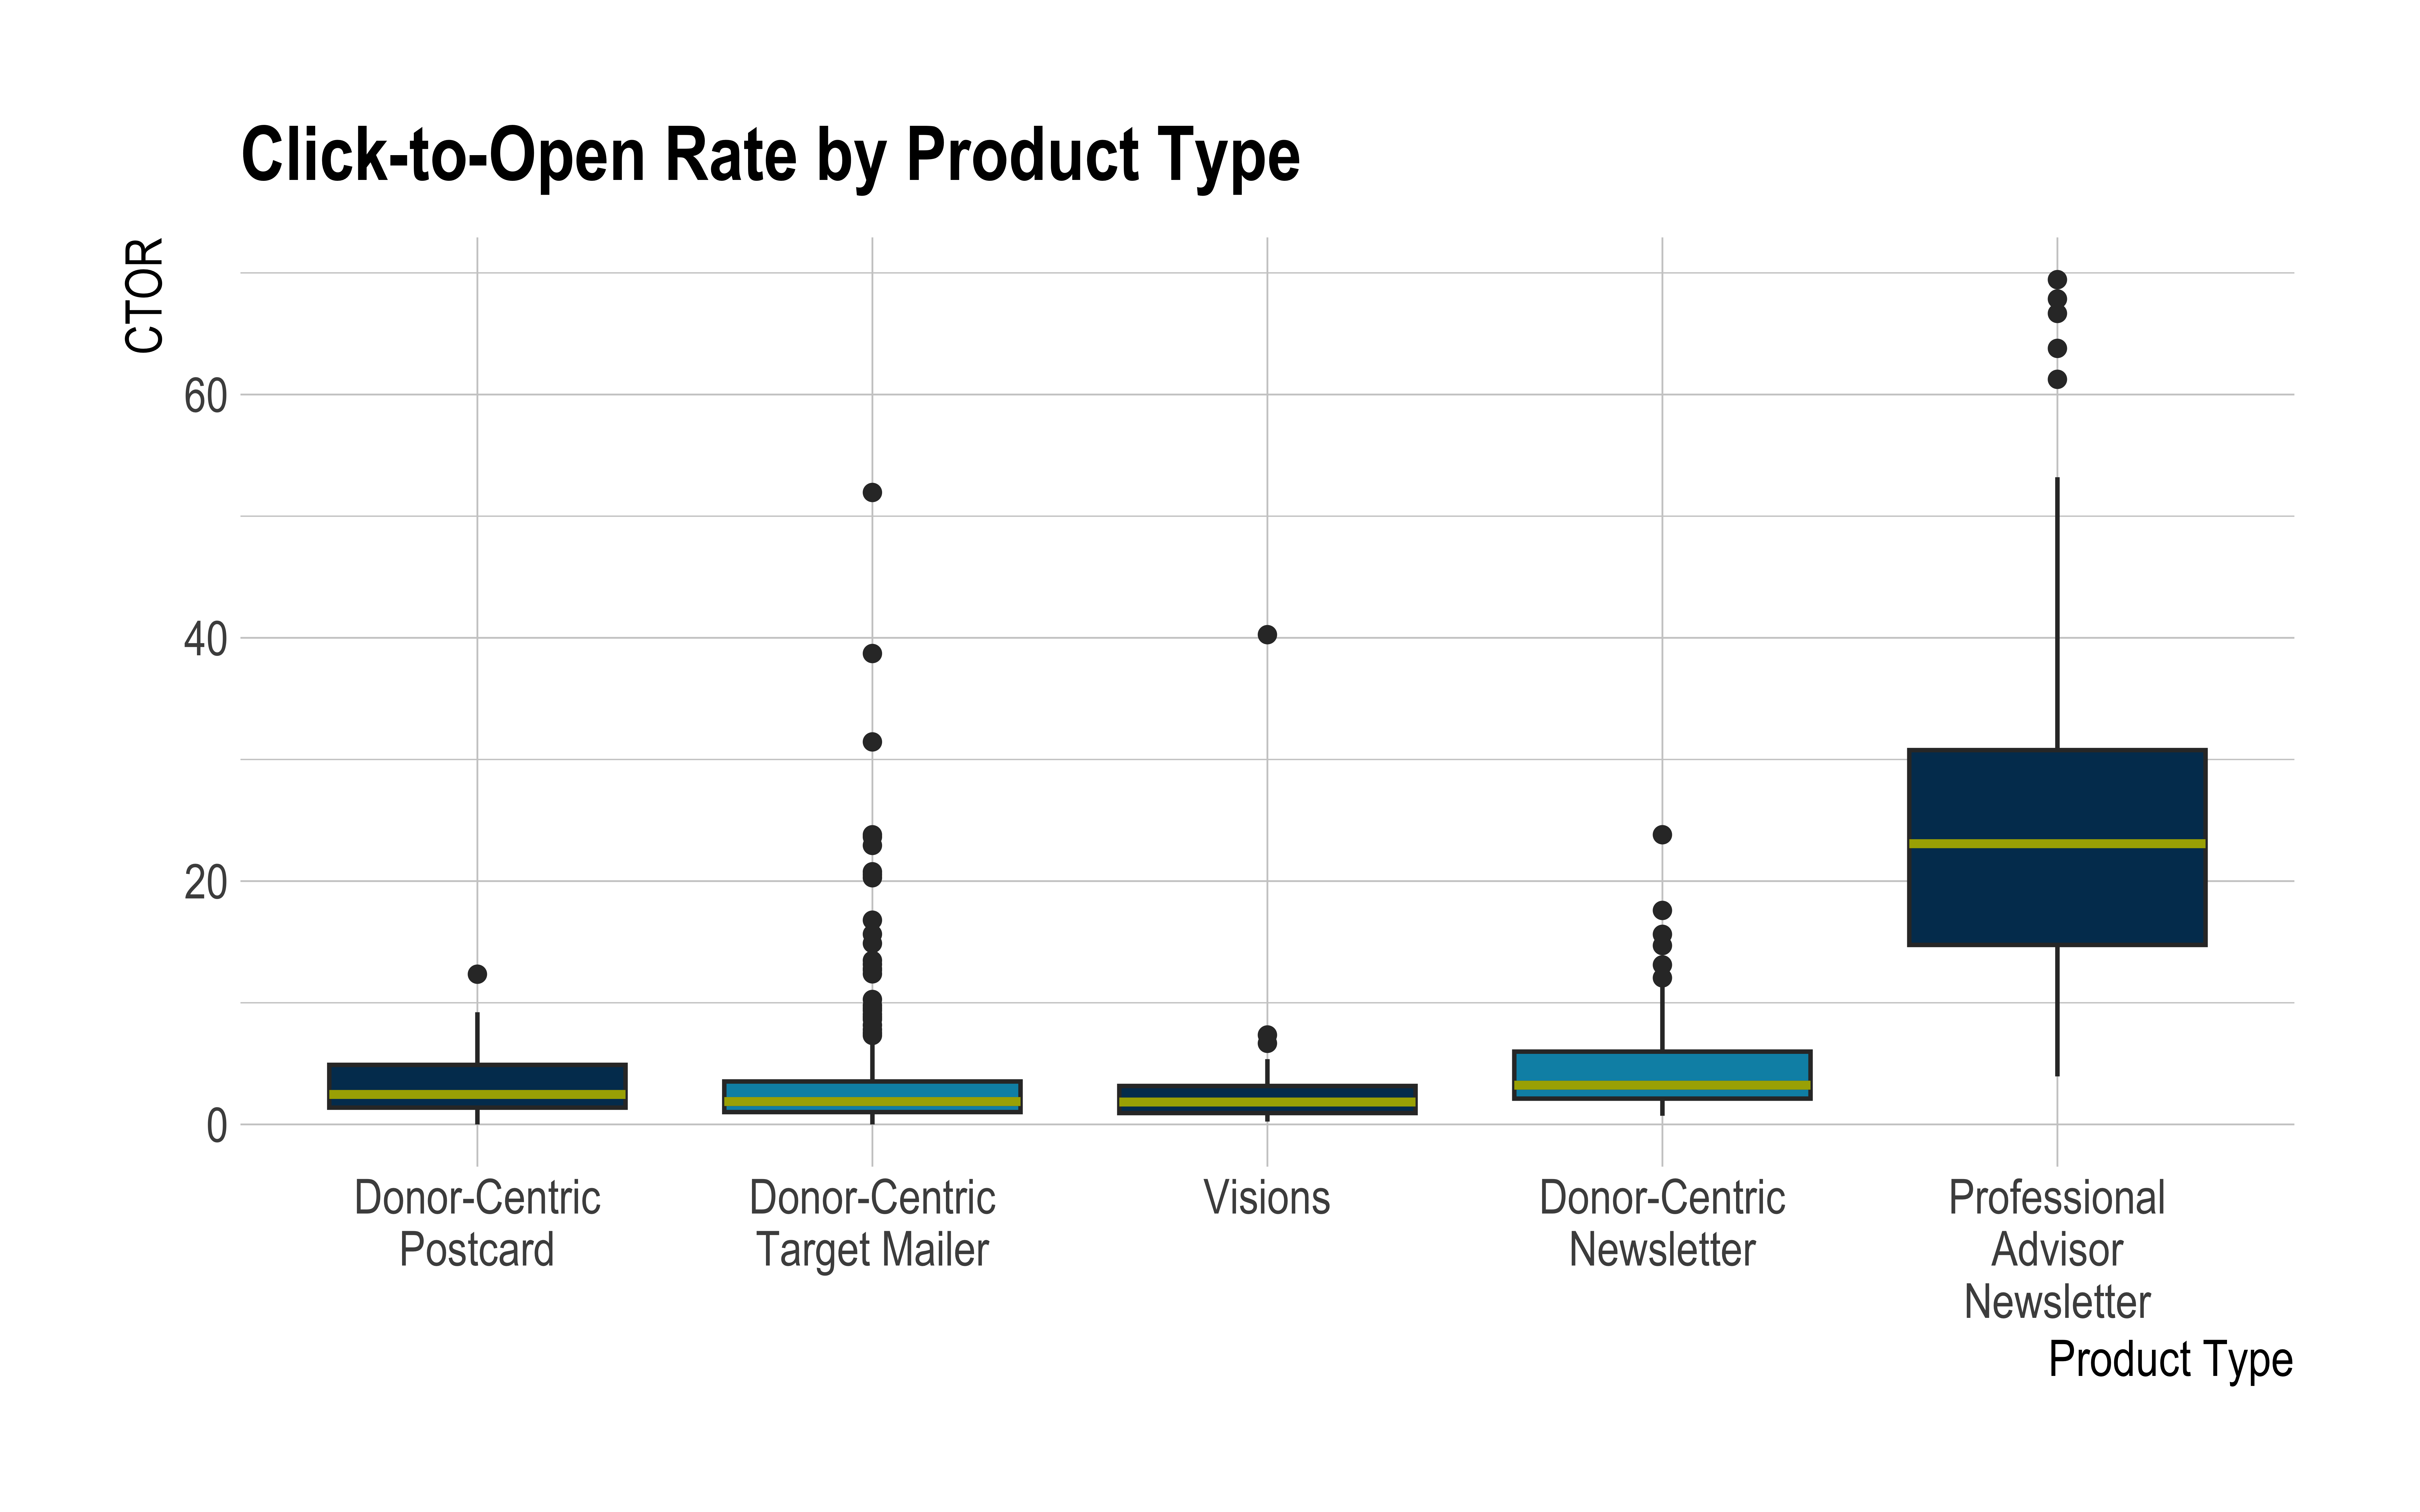 Click-to-Open Rate by Product Type
CTOR
60
40
20
0
Donor-Centric
Postcard
Donor-Centric
Target Mailer
Visions
Donor-Centric
Newsletter
Professional
Advisor
Newsletter
Product Type